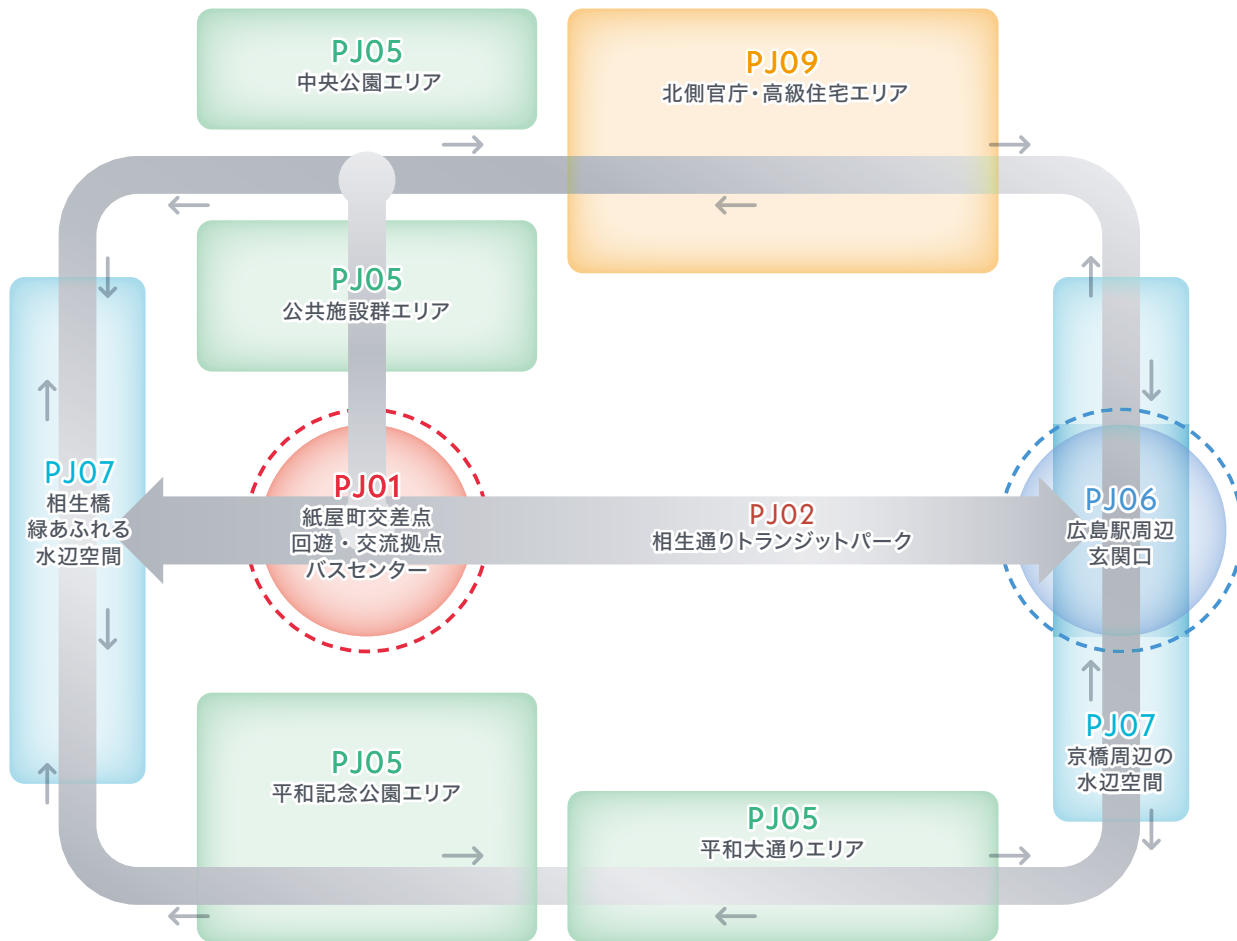 PJ05
中央公園エリア
PJ09
北側官庁・高級住宅エリア
PJ05
公共施設群エリア
PJ07
相生橋
緑あふれる
水辺空間
PJ01
紙屋町交差点
回遊・交流拠点
バスセンター
PJ02
相生通りトランジットパーク
PJ06
広島駅周辺
玄関口
PJ05
平和記念公園エリア
PJ05
平和大通りエリア
PJ07
京橋周辺の
水辺空間